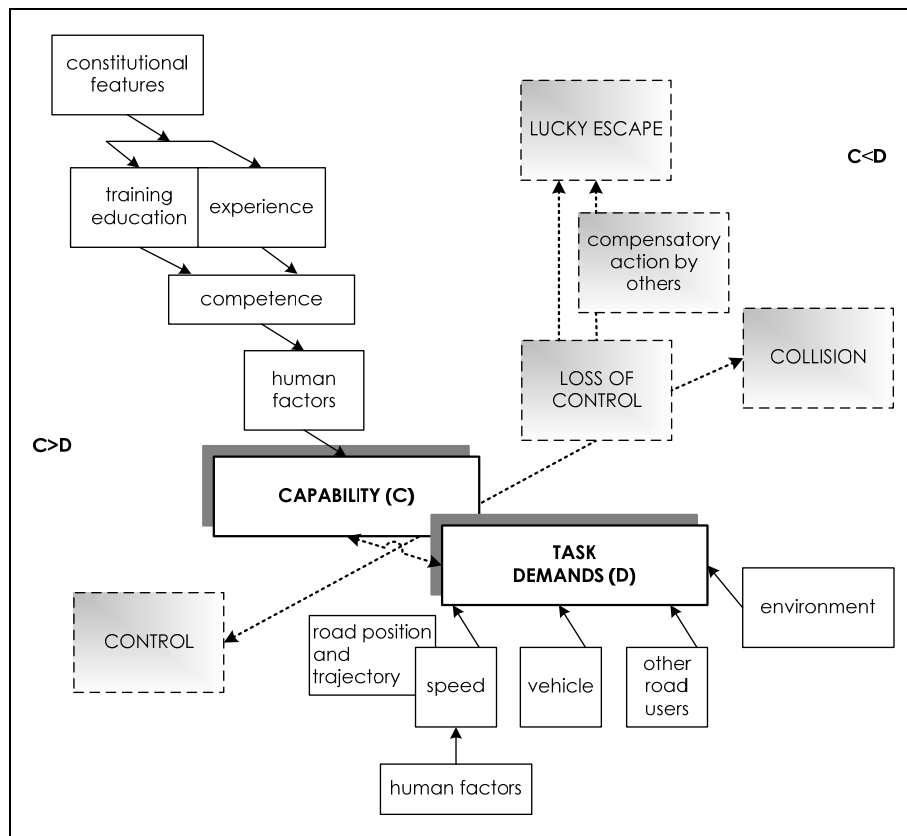 constitutional
features
LUCKY ESCAPE
C<D
training
education
experience
compensatory
action by
others
competence
COLLISION
LOSS OF
CONTROL
human
factors
C>D
CAPABILITY (C)
TASK
DEMANDS (D)
environment
CONTROL
road position
and
trajectory
speed
vehicle
other
road
users
human factors